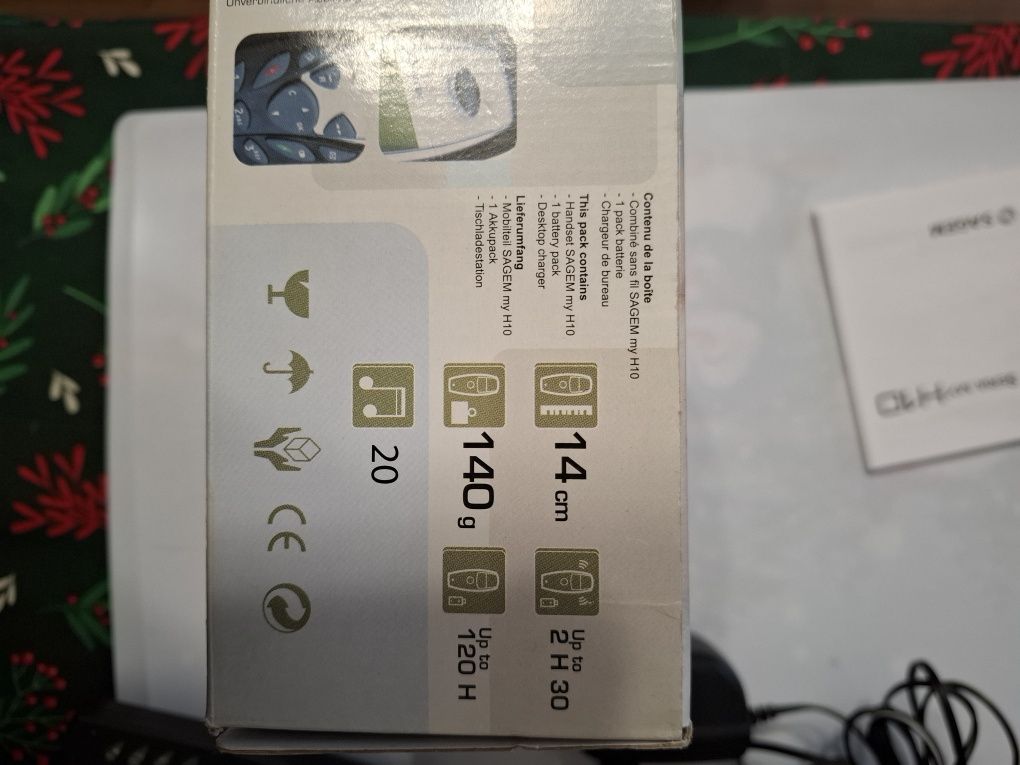 Contenu de la boîte
- Combiné sans fil SAGEM my H10
- 1 pack batterie
- Chargeur de bureau
This pack contains
- Handset SAGEM my H10
- 1 battery pack
- Desktop charger
Lieferumfang
- Mobilteil SAGEM my H10
- 1 Akkupack
- Tischladestation
14 cm
Up to
2 H 30
140 g
Up to
120 H
20
CE
SAGEM